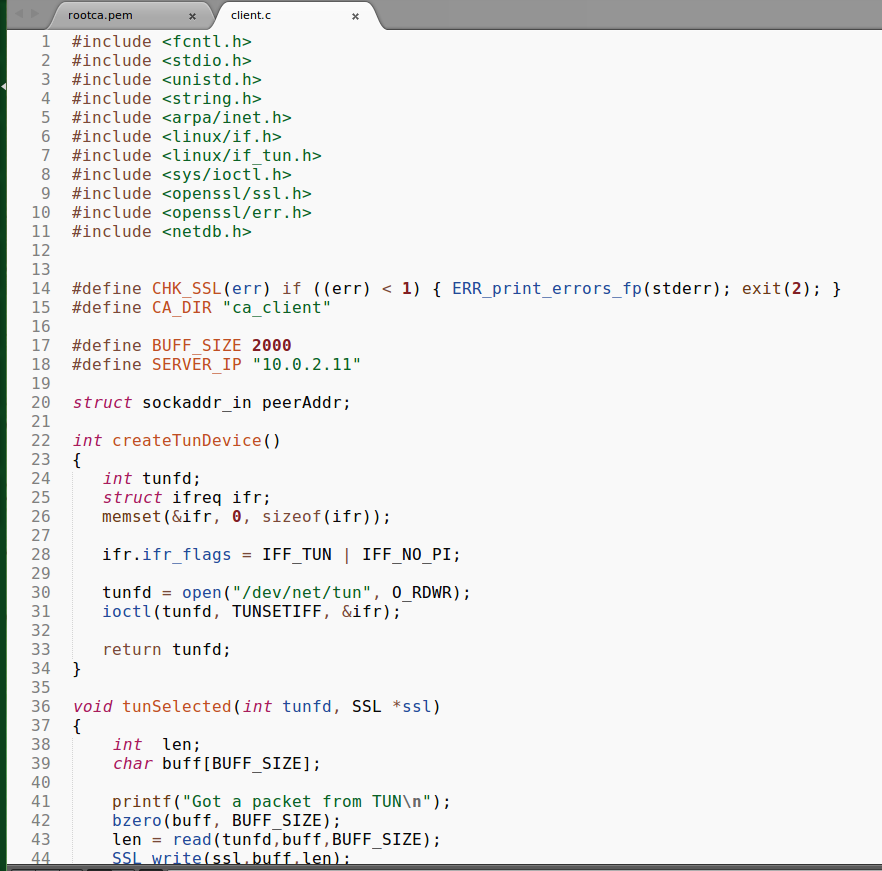 rootca.pem × client.c ×
1 #include <fcntl.h>
2 #include <stdio.h>
3 #include <unistd.h>
4 #include <string.h>
5 #include <arpa/inet.h>
6 #include <linux/if.h>
7 #include <linux/if_tun.h>
8 #include <sys/ioctl.h>
9 #include <openssl/ssl.h>
10 #include <openssl/err.h>
11 #include <netdb.h>
12
13
14 #define CHK_SSL(err) if ((err) < 1) { ERR_print_errors_fp(stderr); exit(2); }
15 #define CA_DIR "ca_client"
16
17 #define BUFF_SIZE 2000
18 #define SERVER_IP "10.0.2.11"
19
20 struct sockaddr_in peerAddr;
21
22 int createTunDevice()
23 {
24    int tunfd;
25    struct ifreq ifr;
26    memset(&ifr, 0, sizeof(ifr));
27
28    ifr.ifr_flags = IFF_TUN | IFF_NO_PI;
29
30    tunfd = open("/dev/net/tun", O_RDWR);
31    ioctl(tunfd, TUNSETIFF, &ifr);
32
33    return tunfd;
34 }
35
36 void tunSelected(int tunfd, SSL *ssl)
37 {
38     int  len;
39     char buff[BUFF_SIZE];
40
41     printf("Got a packet from TUN\n");
42     bzero(buff, BUFF_SIZE);
43     len = read(tunfd,buff,BUFF_SIZE);
44     SSL_write(ssl,buff,len);